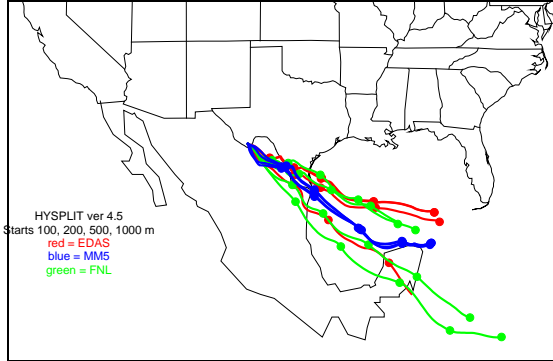 HYSPLIT ver 4.5
Starts 100, 200, 500, 1000 m
red = EDAS
blue = MM5
green = FNL